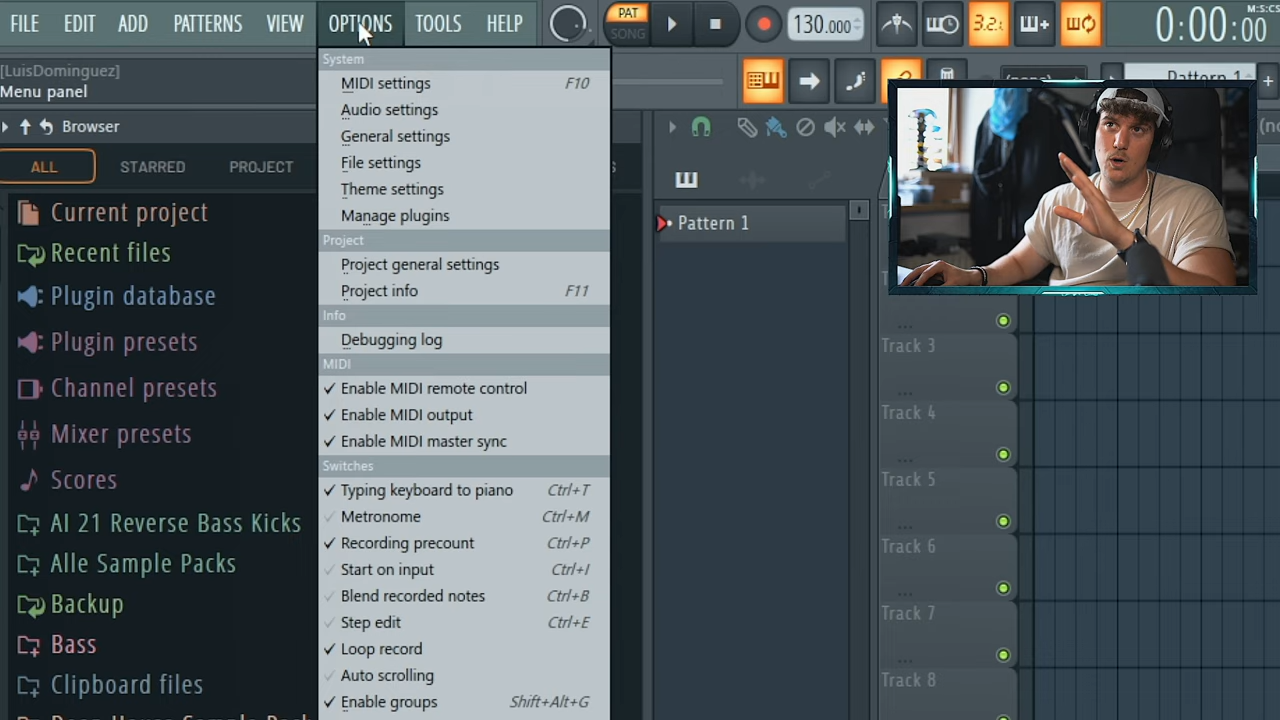 FILE EDIT ADD PATTERNS VIEW OPTIONS TOOLS HELP
PAT
SONG
130.000
3.2.
M:S:CS
0:00:00
[LuisDominguez]
Menu panel
(none)
Pattern 1
+
Browser
ALL STARRED PROJECT
Current project
Recent files
Plugin database
Plugin presets
Channel presets
Mixer presets
Scores
AI 21 Reverse Bass Kicks
Alle Sample Packs
Backup
Bass
Clipboard files
System
MIDI settings F10
Audio settings
General settings
File settings
Theme settings
Manage plugins
Project
Project general settings
Project info F11
Info
Debugging log
MIDI
Enable MIDI remote control
Enable MIDI output
Enable MIDI master sync
Switches
Typing keyboard to piano Ctrl+T
Metronome Ctrl+M
Recording precount Ctrl+P
Start on input Ctrl+I
Blend recorded notes Ctrl+B
Step edit Ctrl+E
Loop record
Auto scrolling
Enable groups Shift+Alt+G
Pattern 1
...
Track 3
...
Track 4
...
Track 5
...
Track 6
...
Track 7
...
Track 8